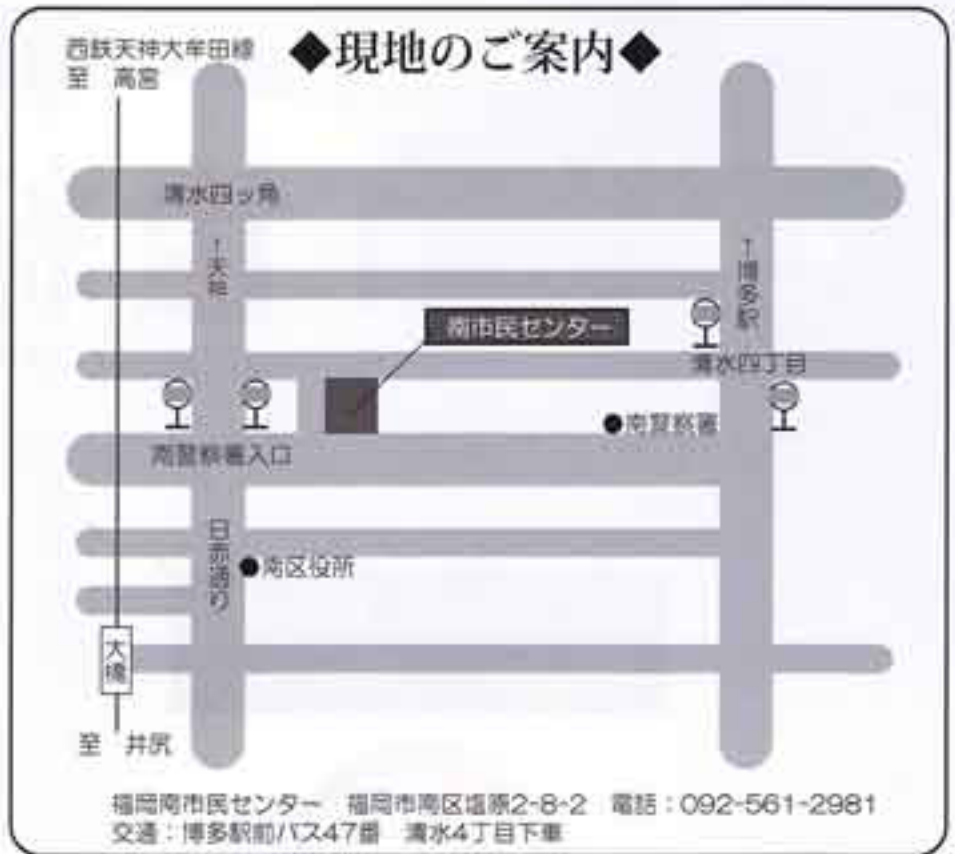 ◆現地のご案内◆
西鉄天神大牟田線
至 高宮
清水四ッ角
↑天神
↑博多駅
南市民センター
清水四丁目
●南警察署
南警察署入口
日赤通り
●南区役所
大橋
至 井尻
福岡南市民センター 福岡市南区塩原2-8-2 電話：092-561-2981
交通：博多駅前バス47番 清水4丁目下車